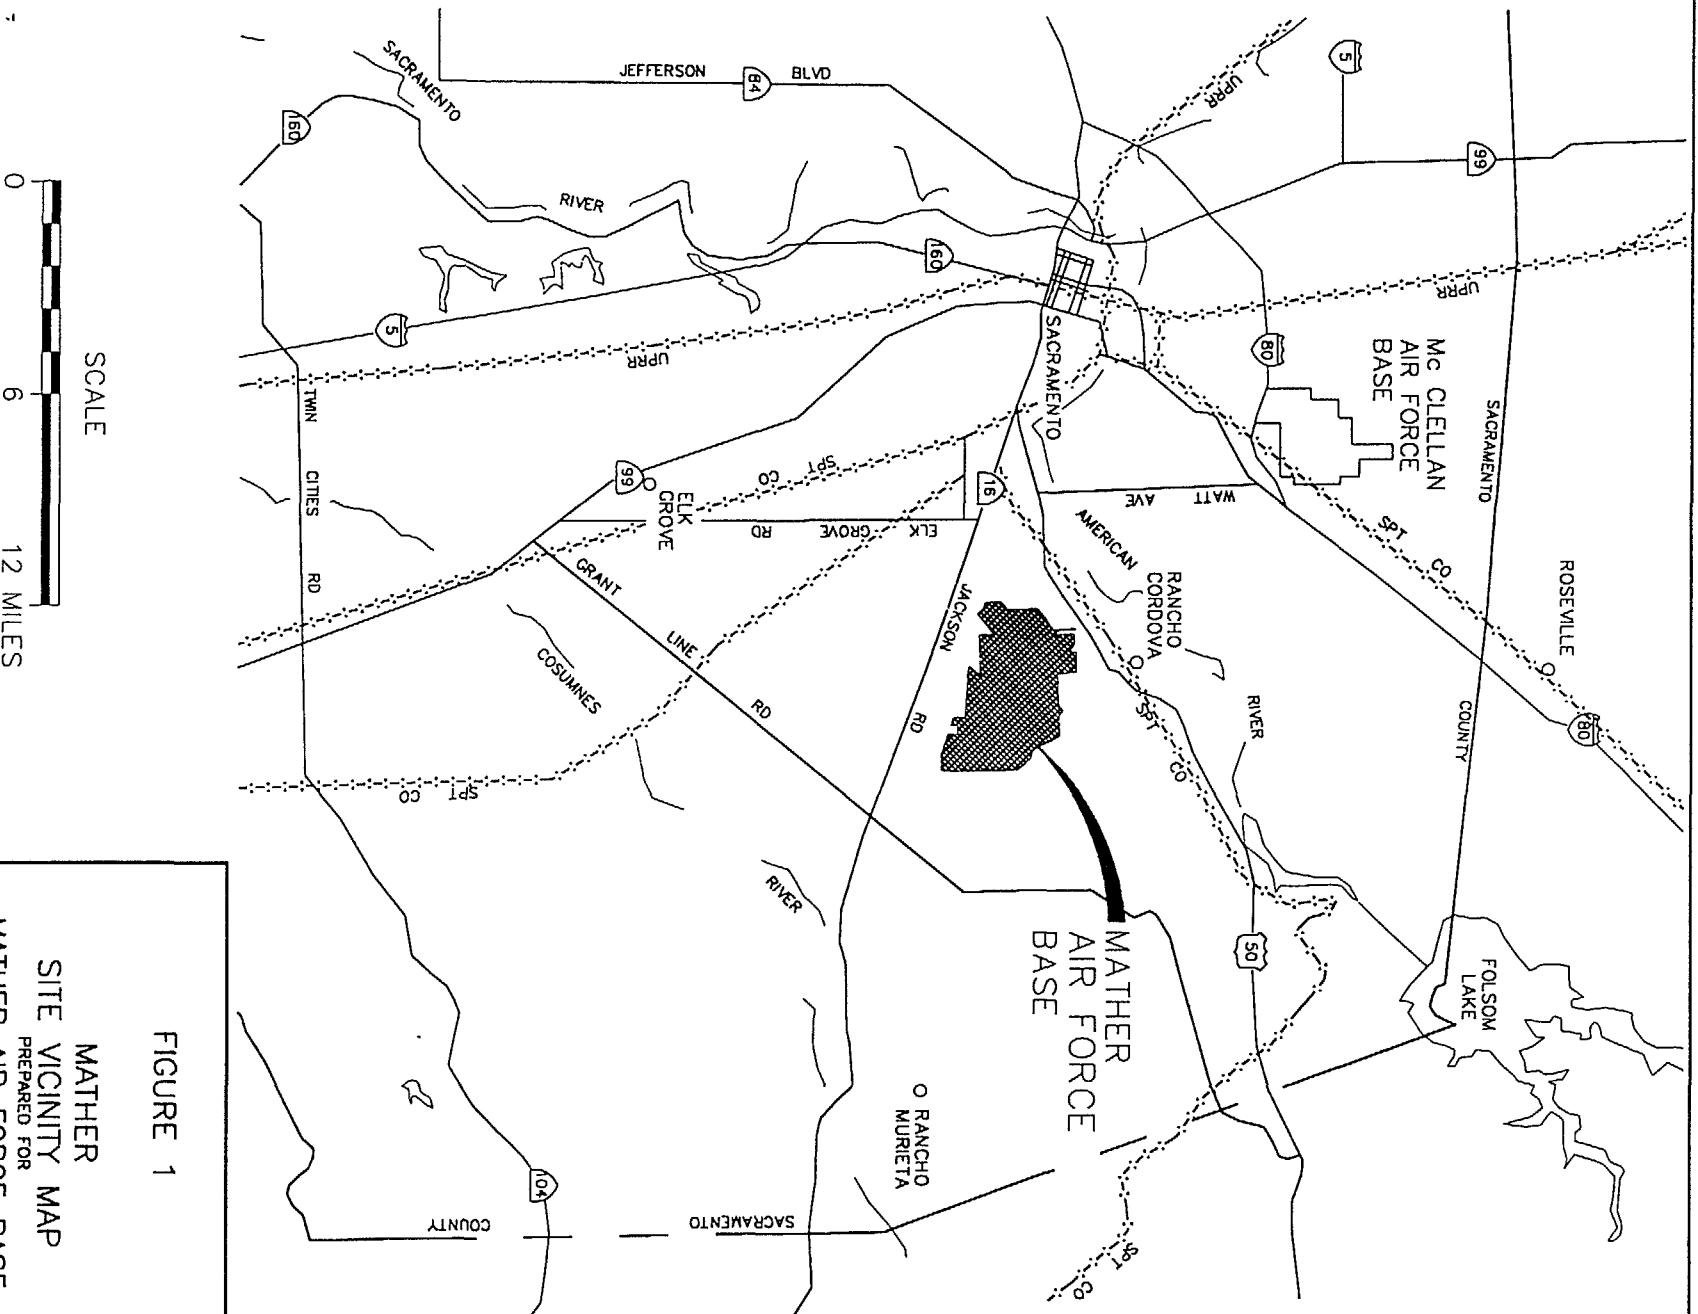 5
99
SACRAMENTO
COUNTY
UPRR
UPRR
80
Mc CLELLAN
AIR FORCE
BASE
ROSEVILLE
SPT
CO
80
FOLSOM
LAKE
WATT
AVE
AMERICAN
RIVER
RANCHO
CORDOVA
SPT
CO
50
SACRAMENTO
16
JACKSON
RD
MATHER
AIR FORCE
BASE
JEFFERSON
84
BLVD
SACRAMENTO
RIVER
160
160
5
UPRR
99
SPT
CO
ELK
GROVE
ELK
GROVE
RD
GRANT
LINE
RD
COSUMNES
RIVER
TWIN
CITIES
RD
SPT
CO
RANCHO
MURIETA
SPT
CO
104
SACRAMENTO
COUNTY
SCALE
0
6
12 MILES
FIGURE 1
MATHER
SITE VICINITY MAP
PREPARED FOR
MATHER AIR FORCE BASE